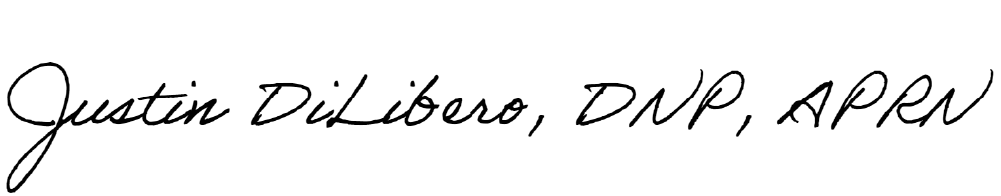 Justin DiLibero, DNP, APRN